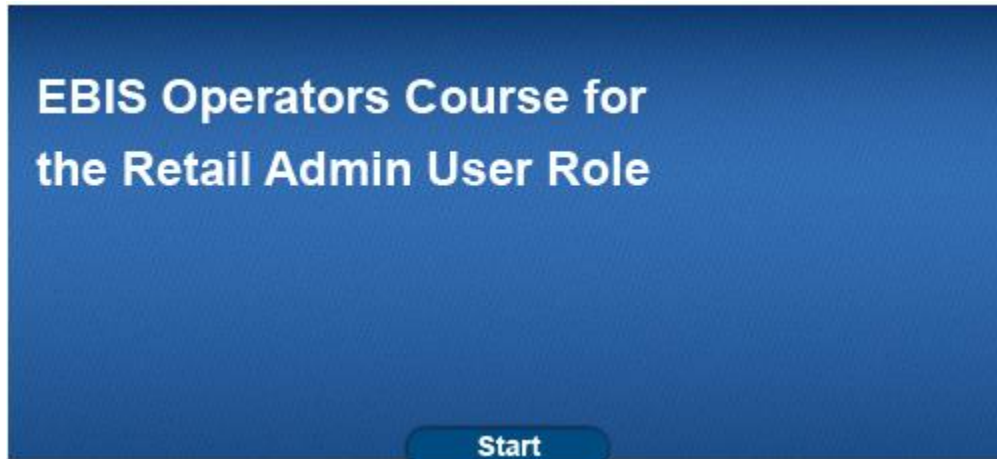 EBIS Operators Course for
the Retail Admin User Role
Start